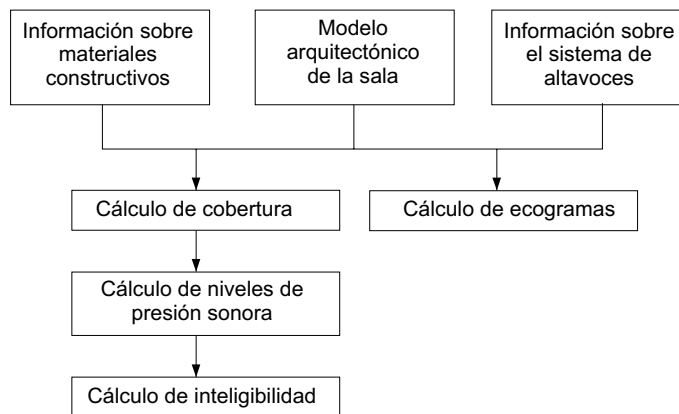 Información sobre
materiales
constructivos
Modelo
arquitectónico
de la sala
Información sobre
el sistema de
altavoces
Cálculo de cobertura
Cálculo de ecogramas
Cálculo de niveles de
presión sonora
Cálculo de inteligibilidad